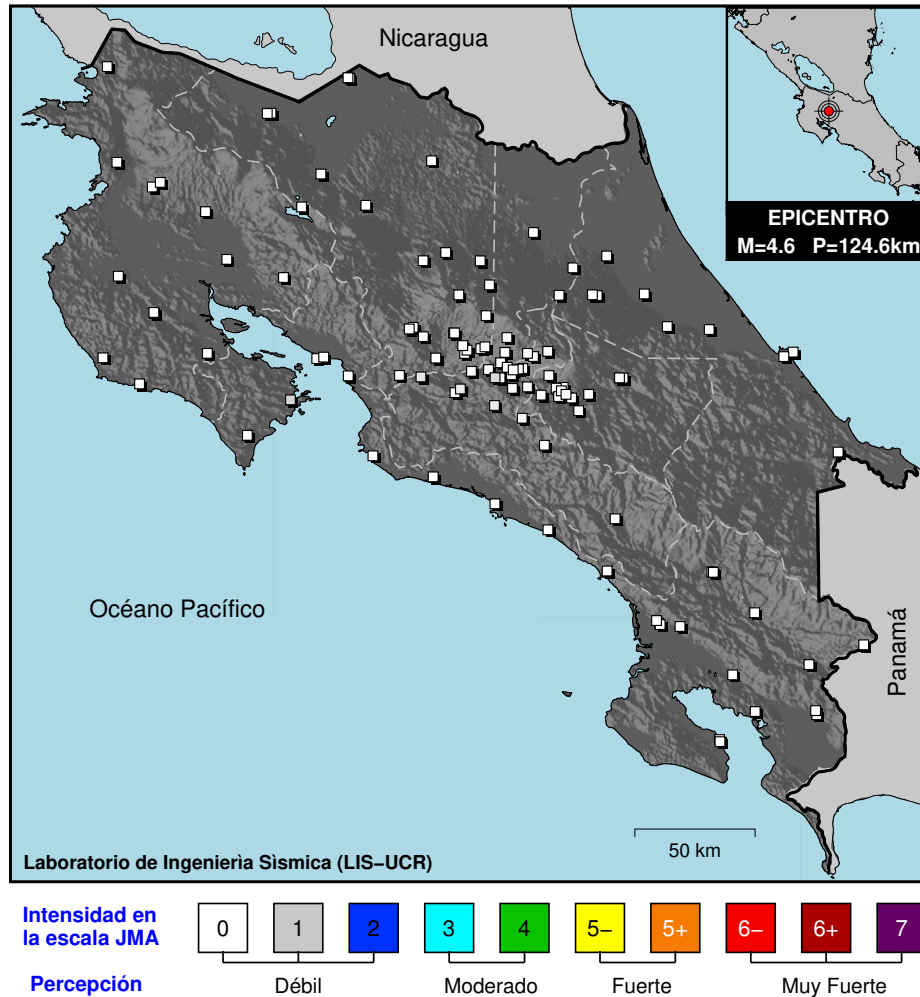 Nicaragua
EPICENTRO
M=4.6 P=124.6km
Océano Pacífico
Panamá
50 km
Laboratorio de Ingenierìa Sìsmica (LIS−UCR)
Intensidad en
la escala JMA
0 1 2 3 4 5− 5+ 6− 6+ 7
Percepción Débil Moderado Fuerte Muy Fuerte